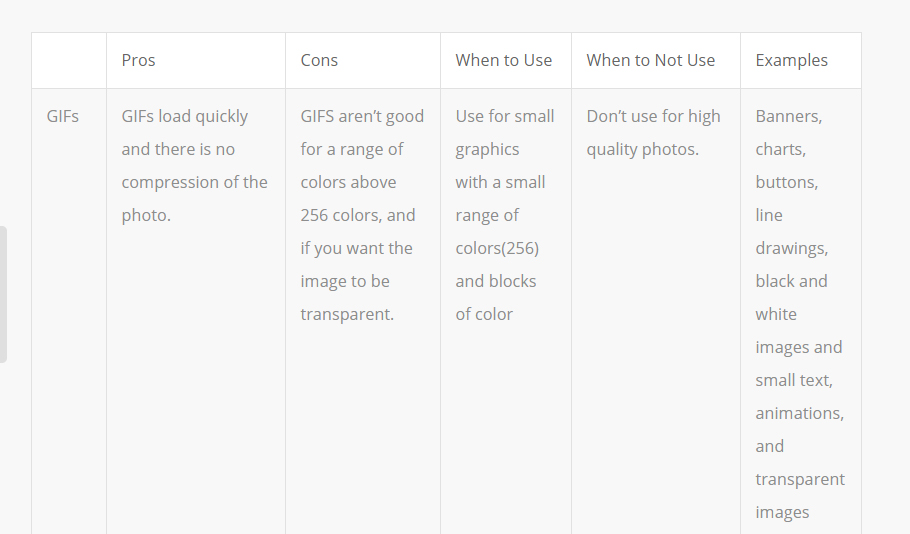 Pros
Cons
When to Use
When to Not Use
Examples
GIFs
GIFs load quickly
and there is no
compression of the
photo.
GIFS aren’t good
for a range of
colors above
256 colors, and
if you want the
image to be
transparent.
Use for small
graphics
with a small
range of
colors(256)
and blocks
of color
Don’t use for high
quality photos.
Banners,
charts,
buttons,
line
drawings,
black and
white
images and
small text,
animations,
and
transparent
images